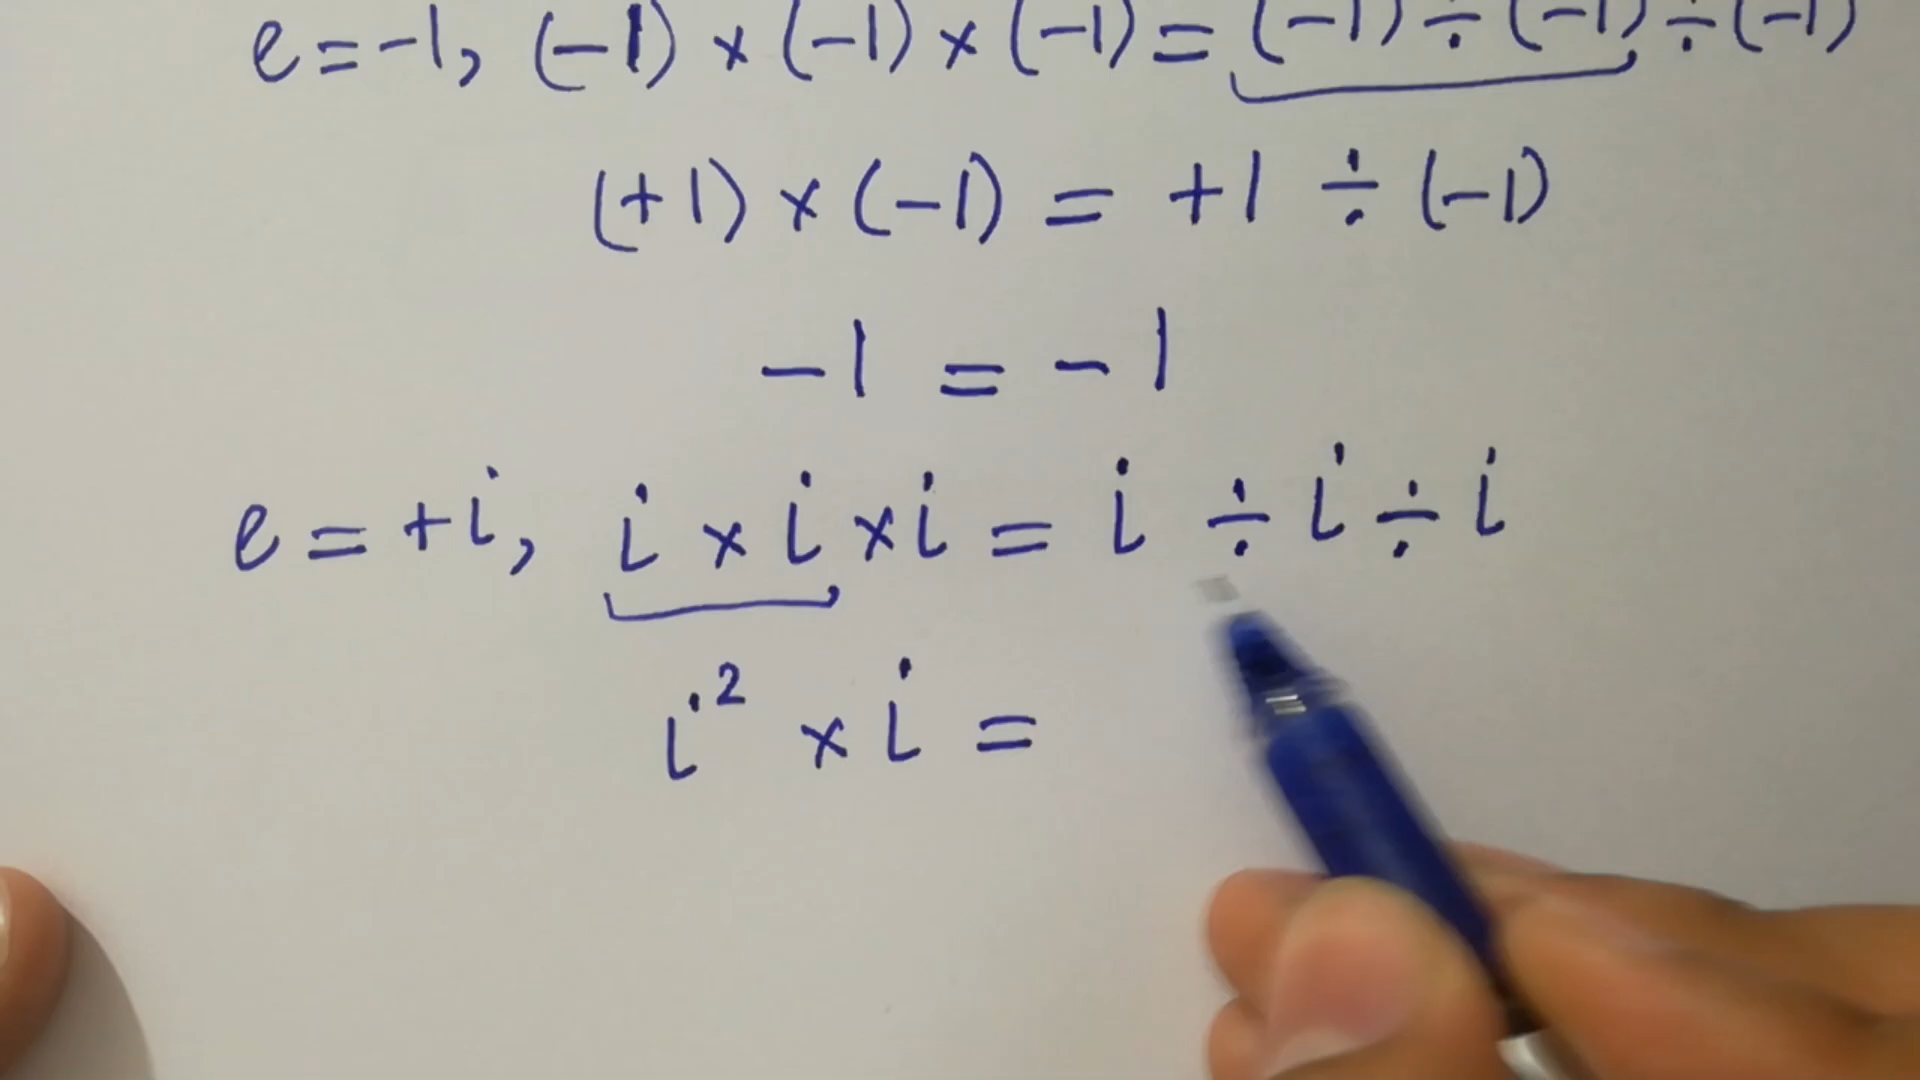 e = -1, (-1) × (-1) × (-1) = (-1) ÷ (-1) ÷ (-1)
(+1) × (-1) = +1 ÷ (-1)
-1 = -1
e = +i, i × i × i = i ÷ i ÷ i
i² × i =